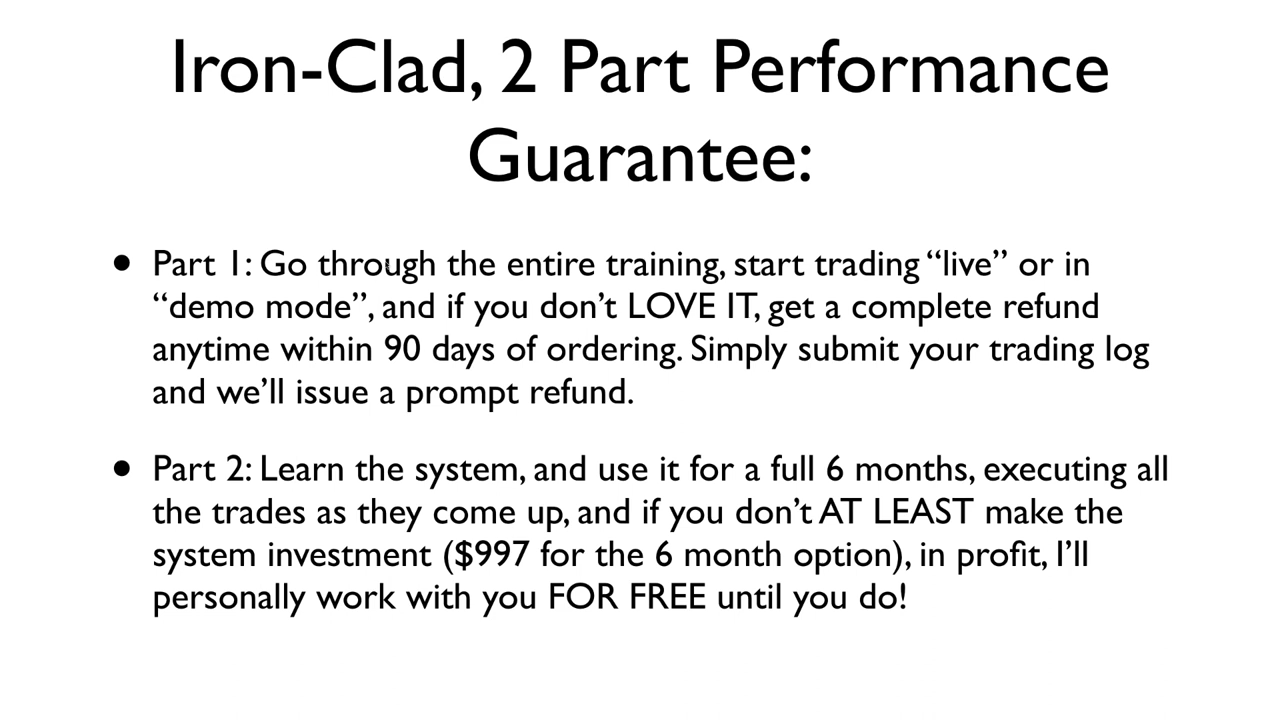 Iron-Clad, 2 Part Performance
Guarantee:
• Part 1: Go through the entire training, start trading “live” or in
“demo mode”, and if you don’t LOVE IT, get a complete refund
anytime within 90 days of ordering. Simply submit your trading log
and we’ll issue a prompt refund.
• Part 2: Learn the system, and use it for a full 6 months, executing all
the trades as they come up, and if you don’t AT LEAST make the
system investment ($997 for the 6 month option), in profit, I’ll
personally work with you FOR FREE until you do!